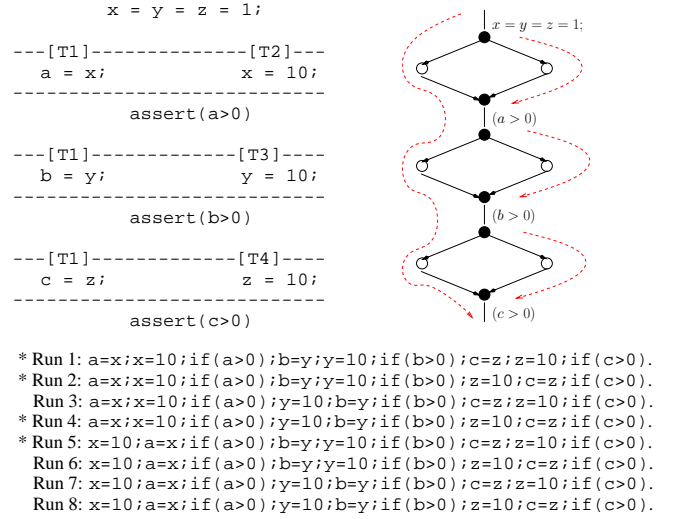 x = y = z = 1;
---[T1]-------------[T2]----
a = x; x = 10;
----------------------------
assert(a>0)
---[T1]-------------[T3]----
b = y; y = 10;
----------------------------
assert(b>0)
---[T1]-------------[T4]----
c = z; z = 10;
----------------------------
assert(c>0)
x = y = z = 1;
(a > 0)
(b > 0)
(c > 0)
* Run 1: a=x;x=10;if(a>0);b=y;y=10;if(b>0);c=z;z=10;if(c>0).
* Run 2: a=x;x=10;if(a>0);b=y;y=10;if(b>0);z=10;c=z;if(c>0).
Run 3: a=x;x=10;if(a>0);y=10;b=y;if(b>0);c=z;z=10;if(c>0).
* Run 4: a=x;x=10;if(a>0);y=10;b=y;if(b>0);z=10;c=z;if(c>0).
* Run 5: x=10;a=x;if(a>0);b=y;y=10;if(b>0);c=z;z=10;if(c>0).
Run 6: x=10;a=x;if(a>0);b=y;y=10;if(b>0);z=10;c=z;if(c>0).
Run 7: x=10;a=x;if(a>0);y=10;b=y;if(b>0);c=z;z=10;if(c>0).
Run 8: x=10;a=x;if(a>0);y=10;b=y;if(b>0);z=10;c=z;if(c>0).